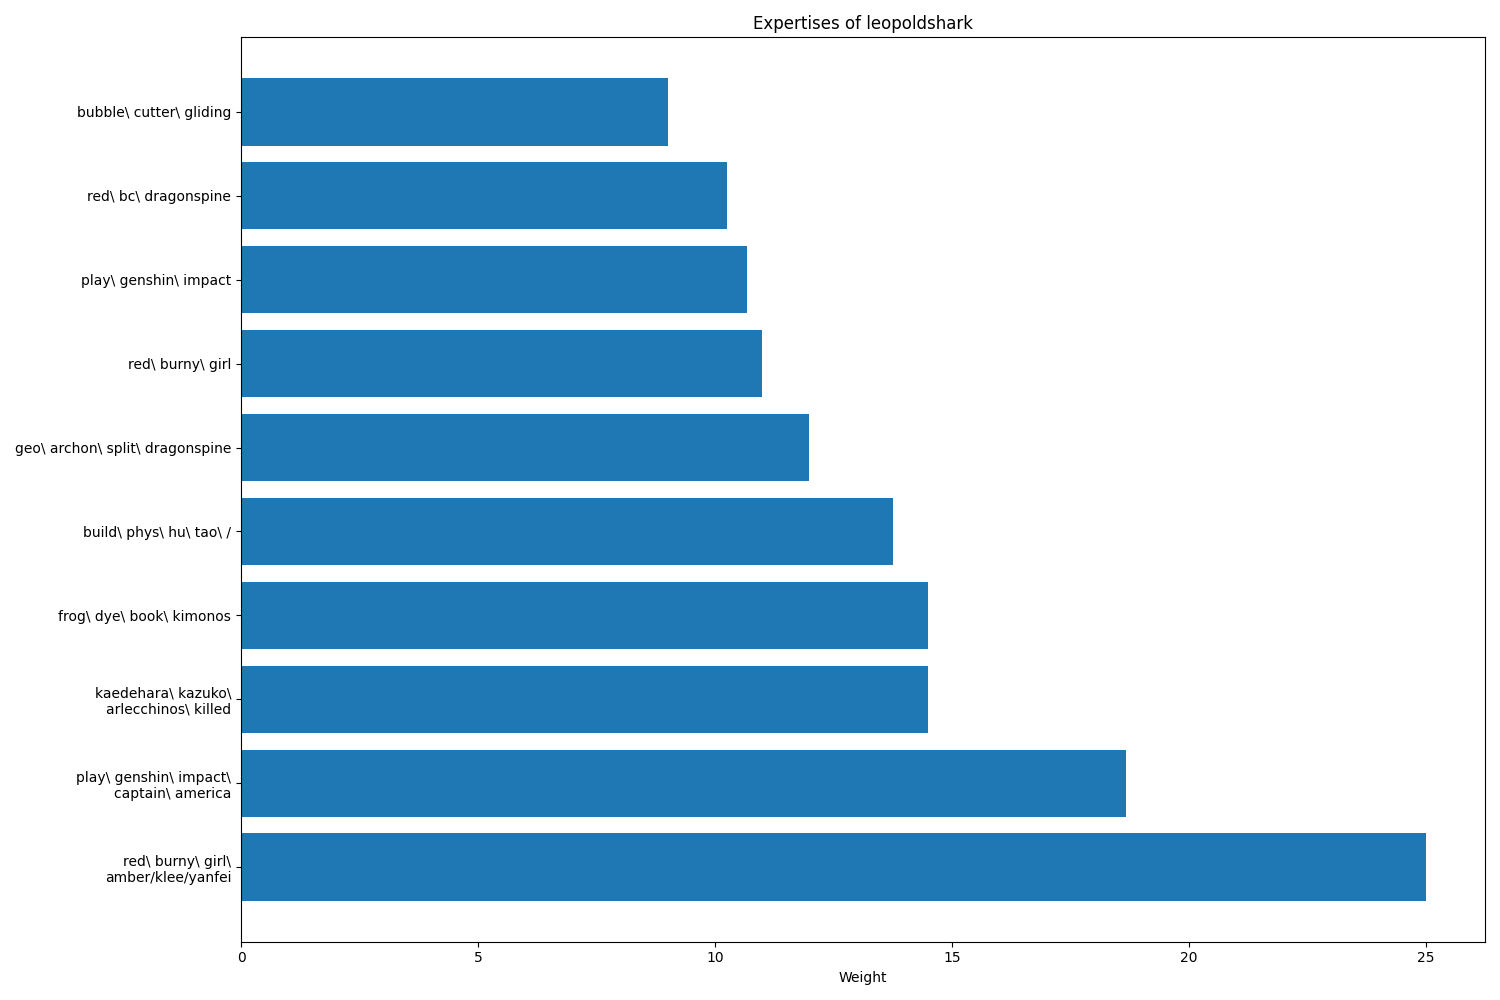 Expertises of leopoldshark
bubble\ cutter\ gliding
red\ bc\ dragonspine
play\ genshin\ impact
red\ burny\ girl
geo\ archon\ split\ dragonspine
build\ phys\ hu\ tao\ /
frog\ dye\ book\ kimonos
kaedehara\ kazuko\
arlecchinos\ killed
play\ genshin\ impact\
captain\ america
red\ burny\ girl\
amber/klee/yanfei
0 5 10 15 20 25
Weight